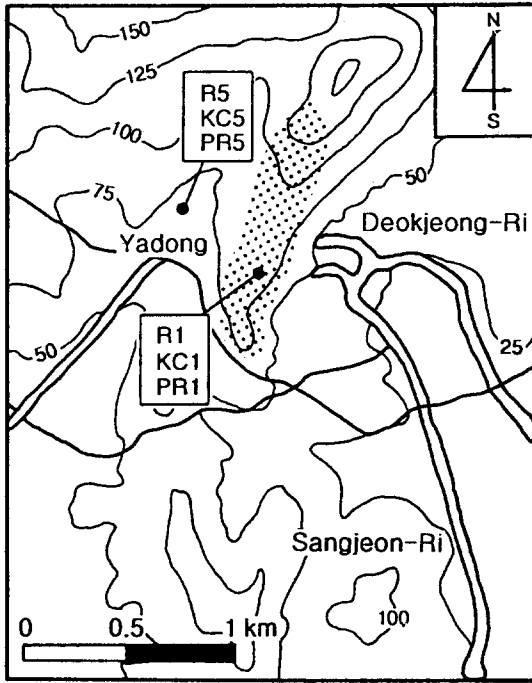 150
125
100
75
R5
KC5
PR5
N
S
50
Deokjeong-Ri
Yadong
50
R1
KC1
PR1
25
Sangjeon-Ri
100
0 0.5 1 km